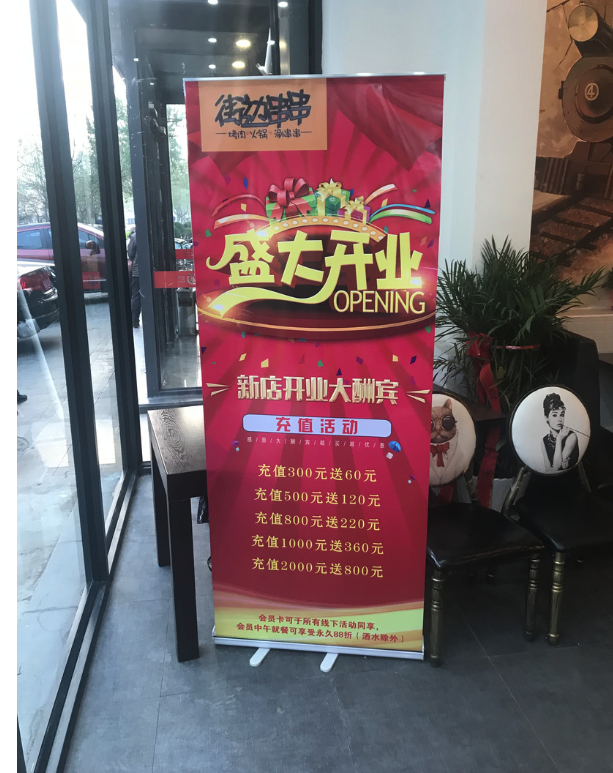 街边串串
烤肉 火锅 涮串串
盛大开业
OPENING
新店开业大酬宾
充值活动
充值300元送60元
充值500元送120元
充值800元送220元
充值1000元送360元
充值2000元送800元
会员卡可于所有线下活动同享，
会员中午就餐可享受永久88折（酒水除外）
4